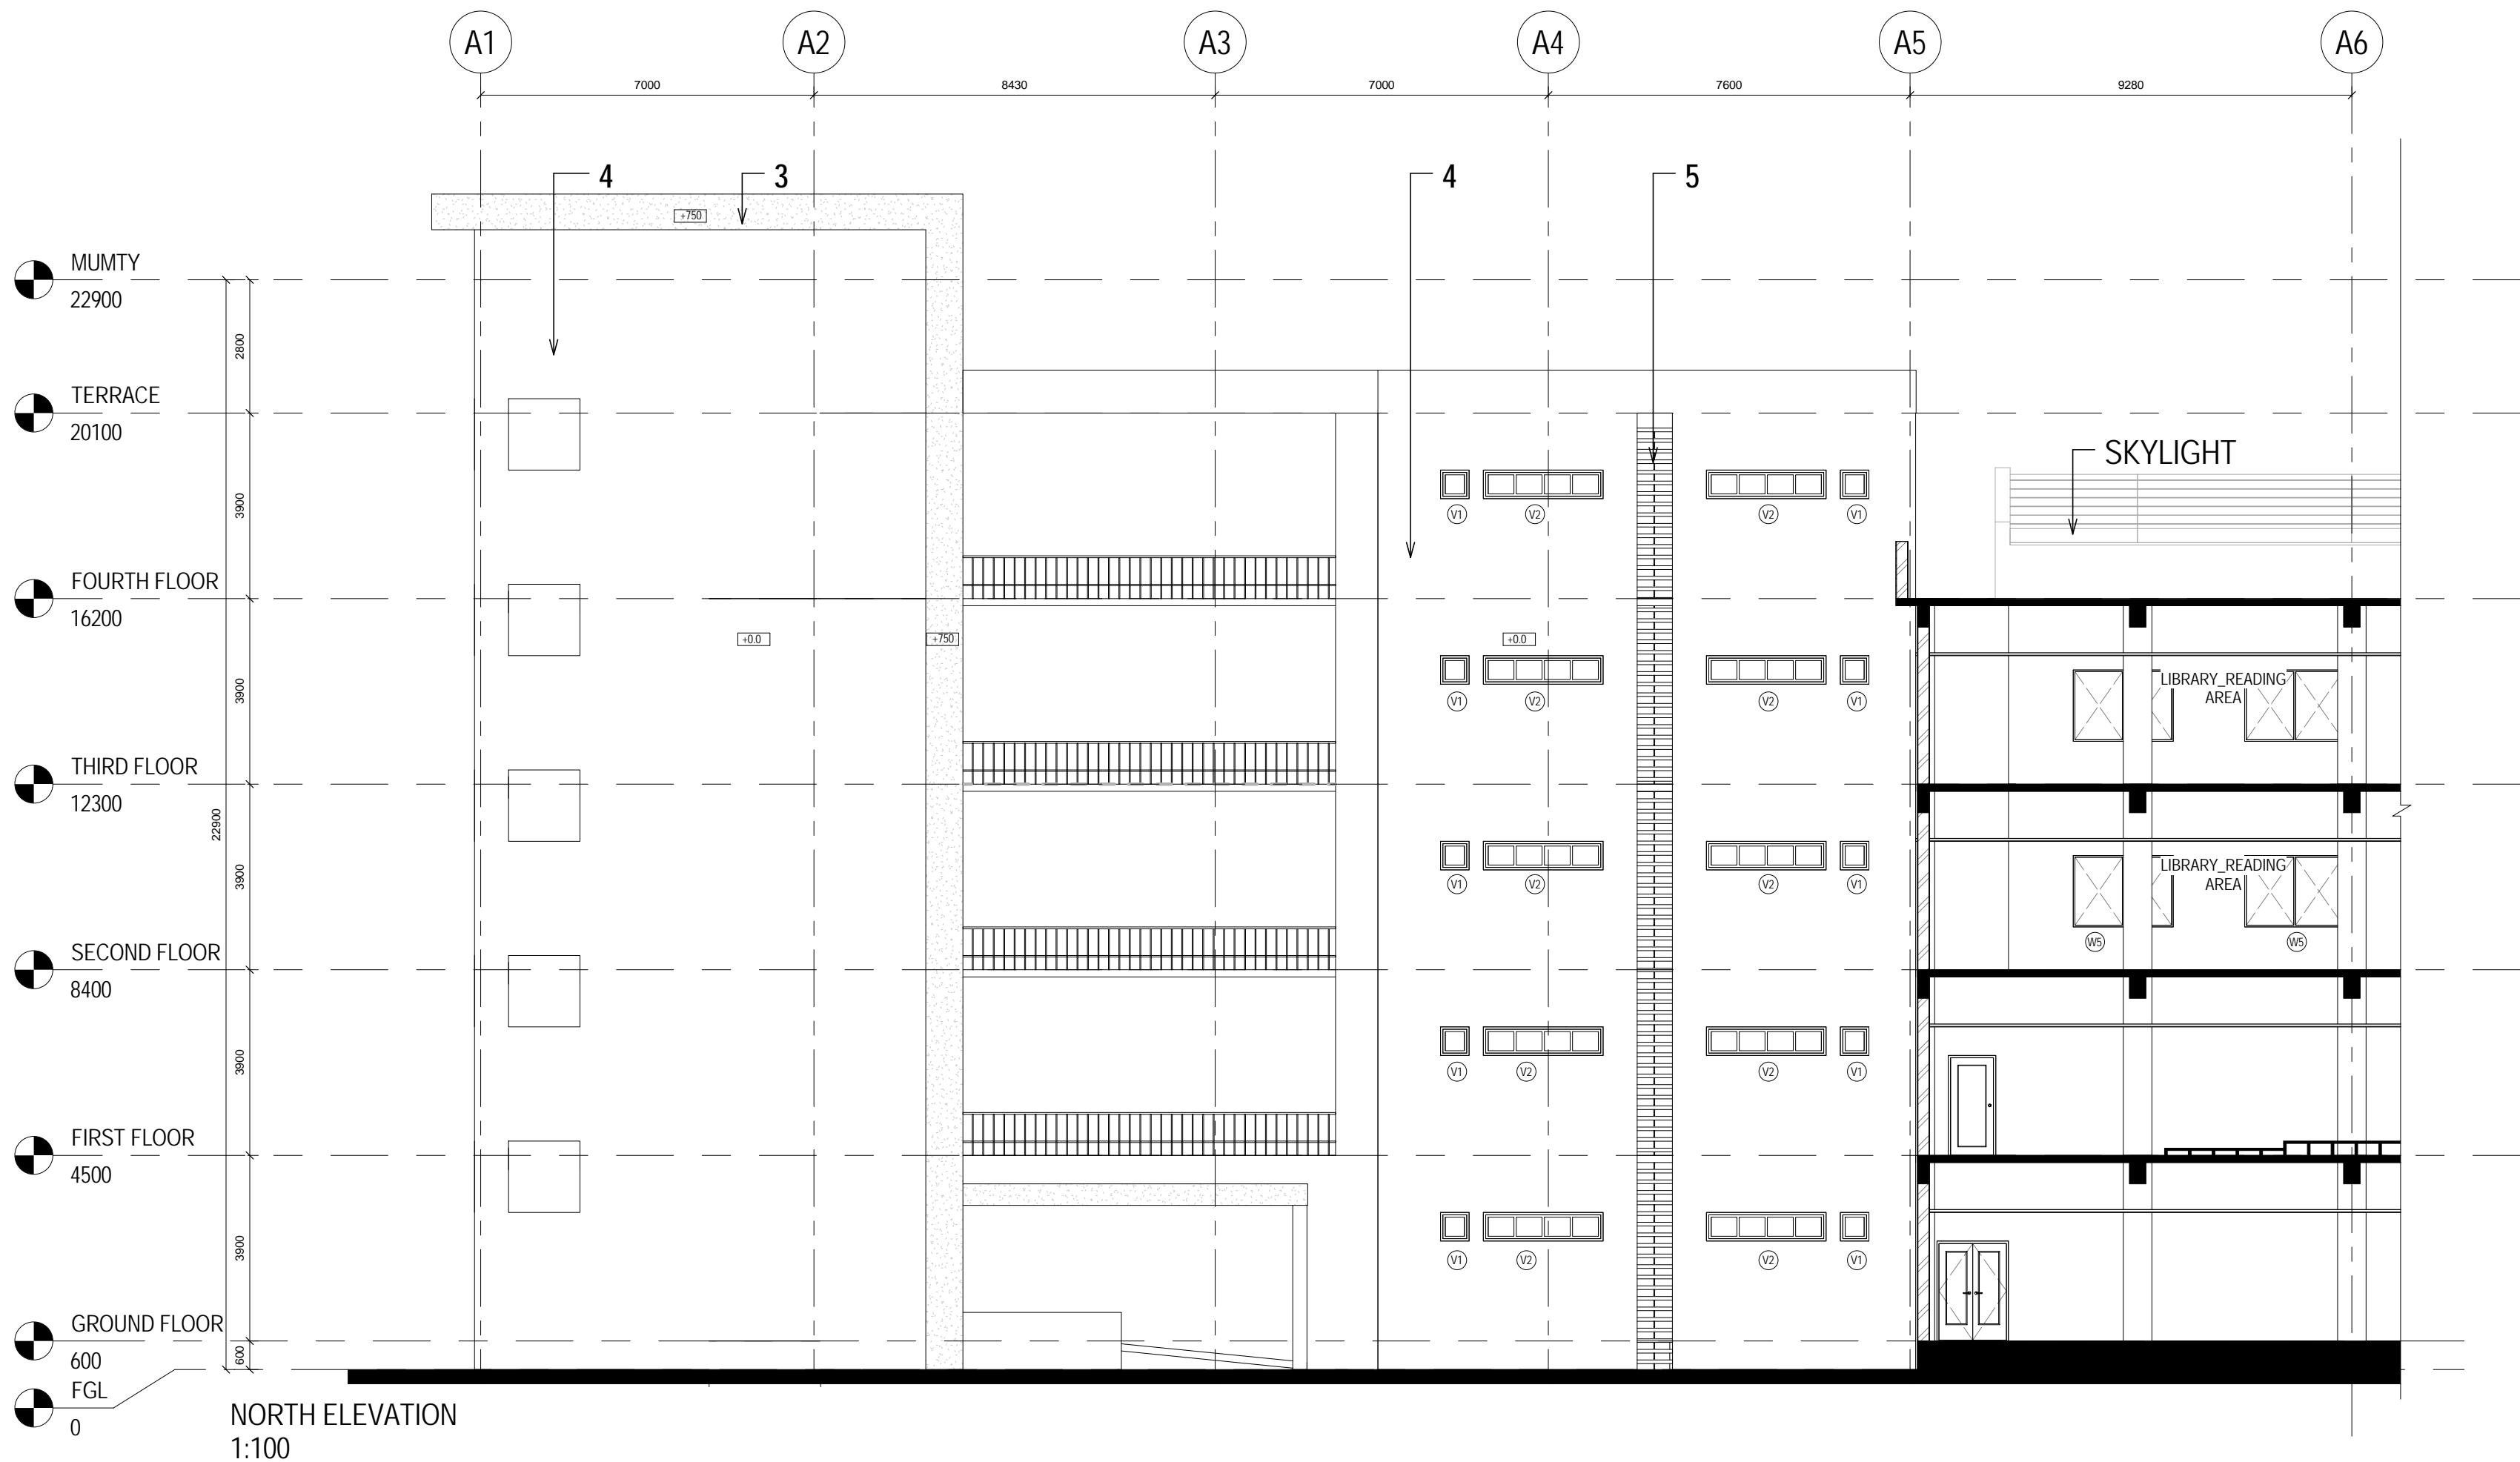 A1 A2 A3 A4 A5 A6
7000 8430 7000 7600 9280
4 3 4 5
+750
MUMTY
22900
2800
TERRACE
20100
SKYLIGHT
3900
V1 V2 V2 V1
FOURTH FLOOR
16200
+0.0 +750 +0.0
3900
V1 V2 V2 V1
LIBRARY_READING
AREA
THIRD FLOOR
12300
22900
3900
V1 V2 V2 V1
LIBRARY_READING
AREA
W5 W5
SECOND FLOOR
8400
3900
V1 V2 V2 V1
FIRST FLOOR
4500
3900
V1 V2 V2 V1
GROUND FLOOR
600
600
FGL
0
NORTH ELEVATION
1:100